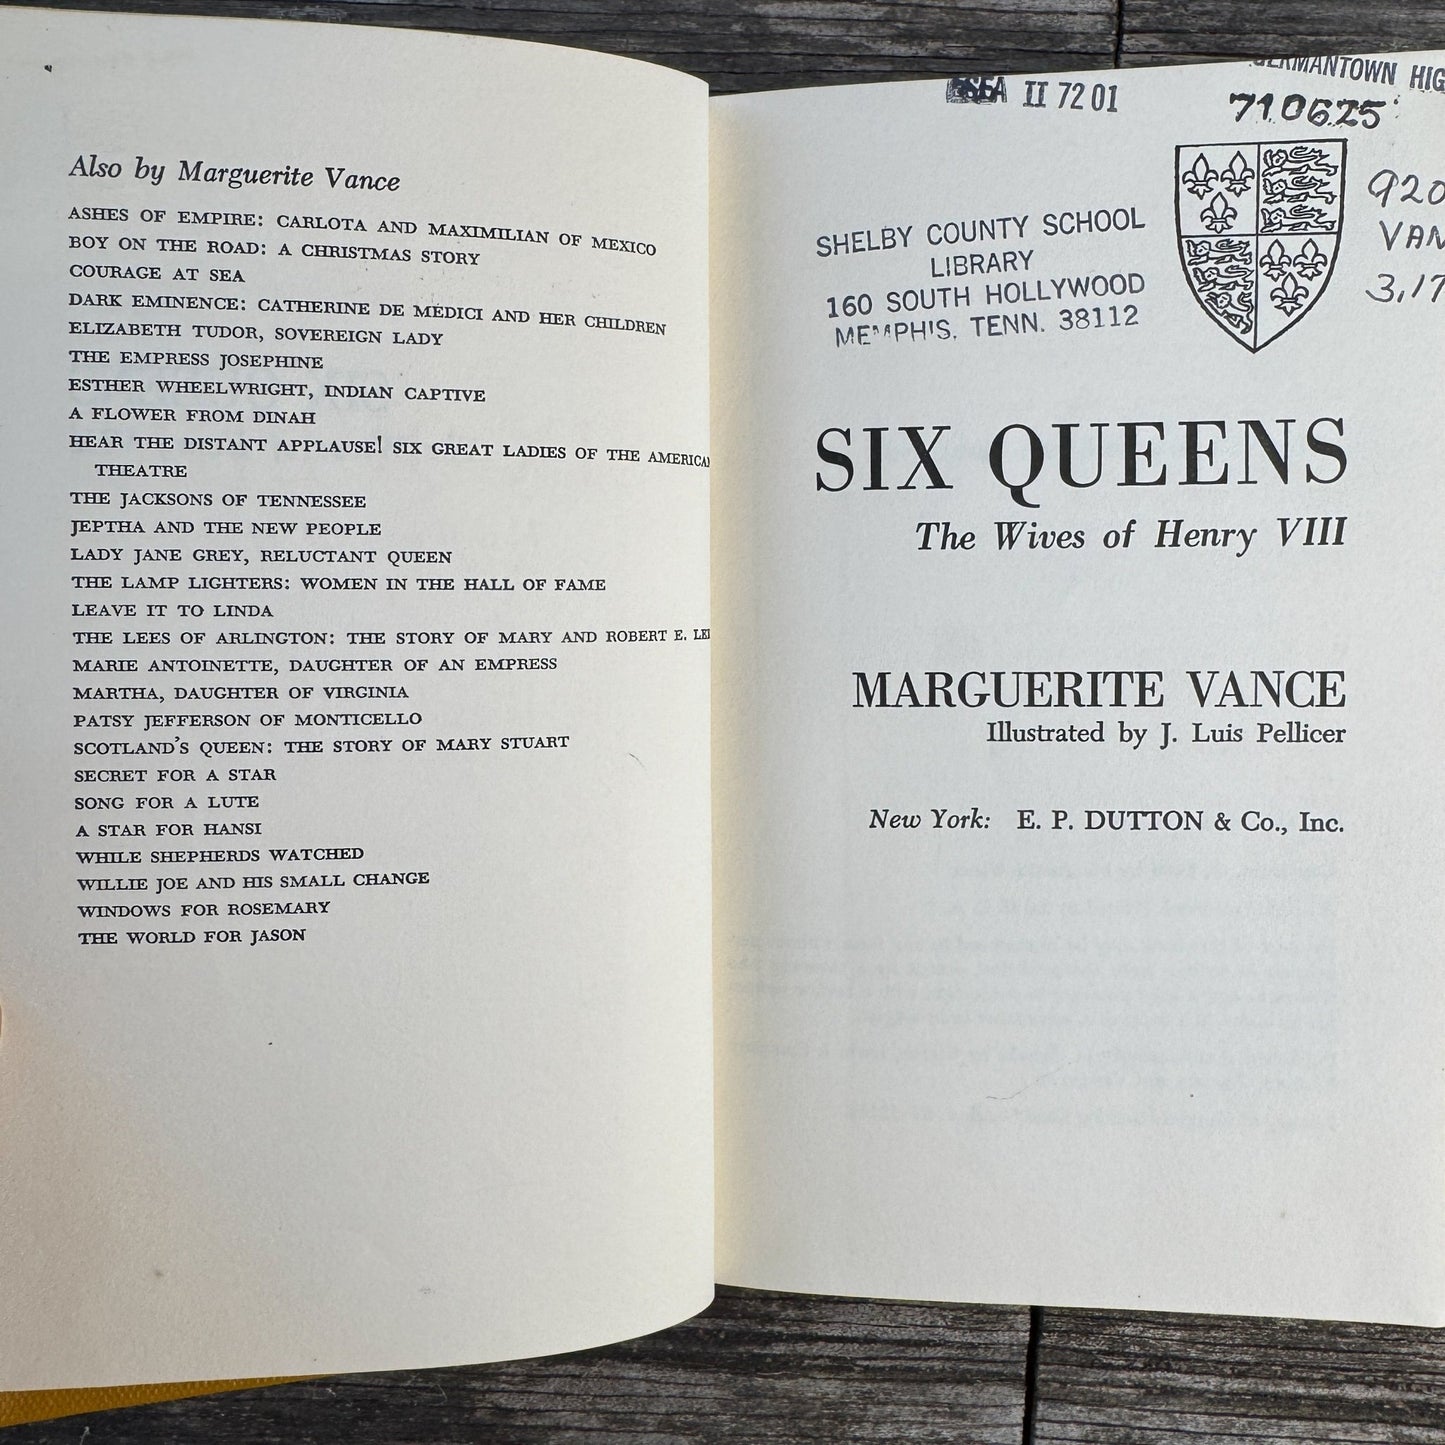 Also by Marguerite Vance
ASHES OF EMPIRE: CARLOTA AND MAXIMILIAN OF MEXICO
BOY ON THE ROAD: A CHRISTMAS STORY
COURAGE AT SEA
DARK EMINENCE: CATHERINE DE MÉDICI AND HER CHILDREN
ELIZABETH TUDOR, SOVEREIGN LADY
THE EMPRESS JOSEPHINE
ESTHER WHEELWRIGHT, INDIAN CAPTIVE
A FLOWER FROM DINAH
HEAR THE DISTANT APPLAUSE! SIX GREAT LADIES OF THE AMERICAN
THEATRE
THE JACKSONS OF TENNESSEE
JEPTHA AND THE NEW PEOPLE
LADY JANE GREY, RELUCTANT QUEEN
THE LAMP LIGHTERS: WOMEN IN THE HALL OF FAME
LEAVE IT TO LINDA
THE LEES OF ARLINGTON: THE STORY OF MARY AND ROBERT E. LEE
MARIE ANTOINETTE, DAUGHTER OF AN EMPRESS
MARTHA, DAUGHTER OF VIRGINIA
PATSY JEFFERSON OF MONTICELLO
SCOTLAND'S QUEEN: THE STORY OF MARY STUART
SECRET FOR A STAR
SONG FOR A LUTE
A STAR FOR HANSI
WHILE SHEPHERDS WATCHED
WILLIE JOE AND HIS SMALL CHANGE
WINDOWS FOR ROSEMARY
THE WORLD FOR JASON
II 7201
GERMANTOWN HIG
710625
920
VAN
3.17
SHELBY COUNTY SCHOOL
LIBRARY
160 SOUTH HOLLYWOOD
MEMPHIS, TENN. 38112
SIX QUEENS
The Wives of Henry VIII
MARGUERITE VANCE
Illustrated by J. Luis Pellicer
New York: E. P. DUTTON & Co., Inc.